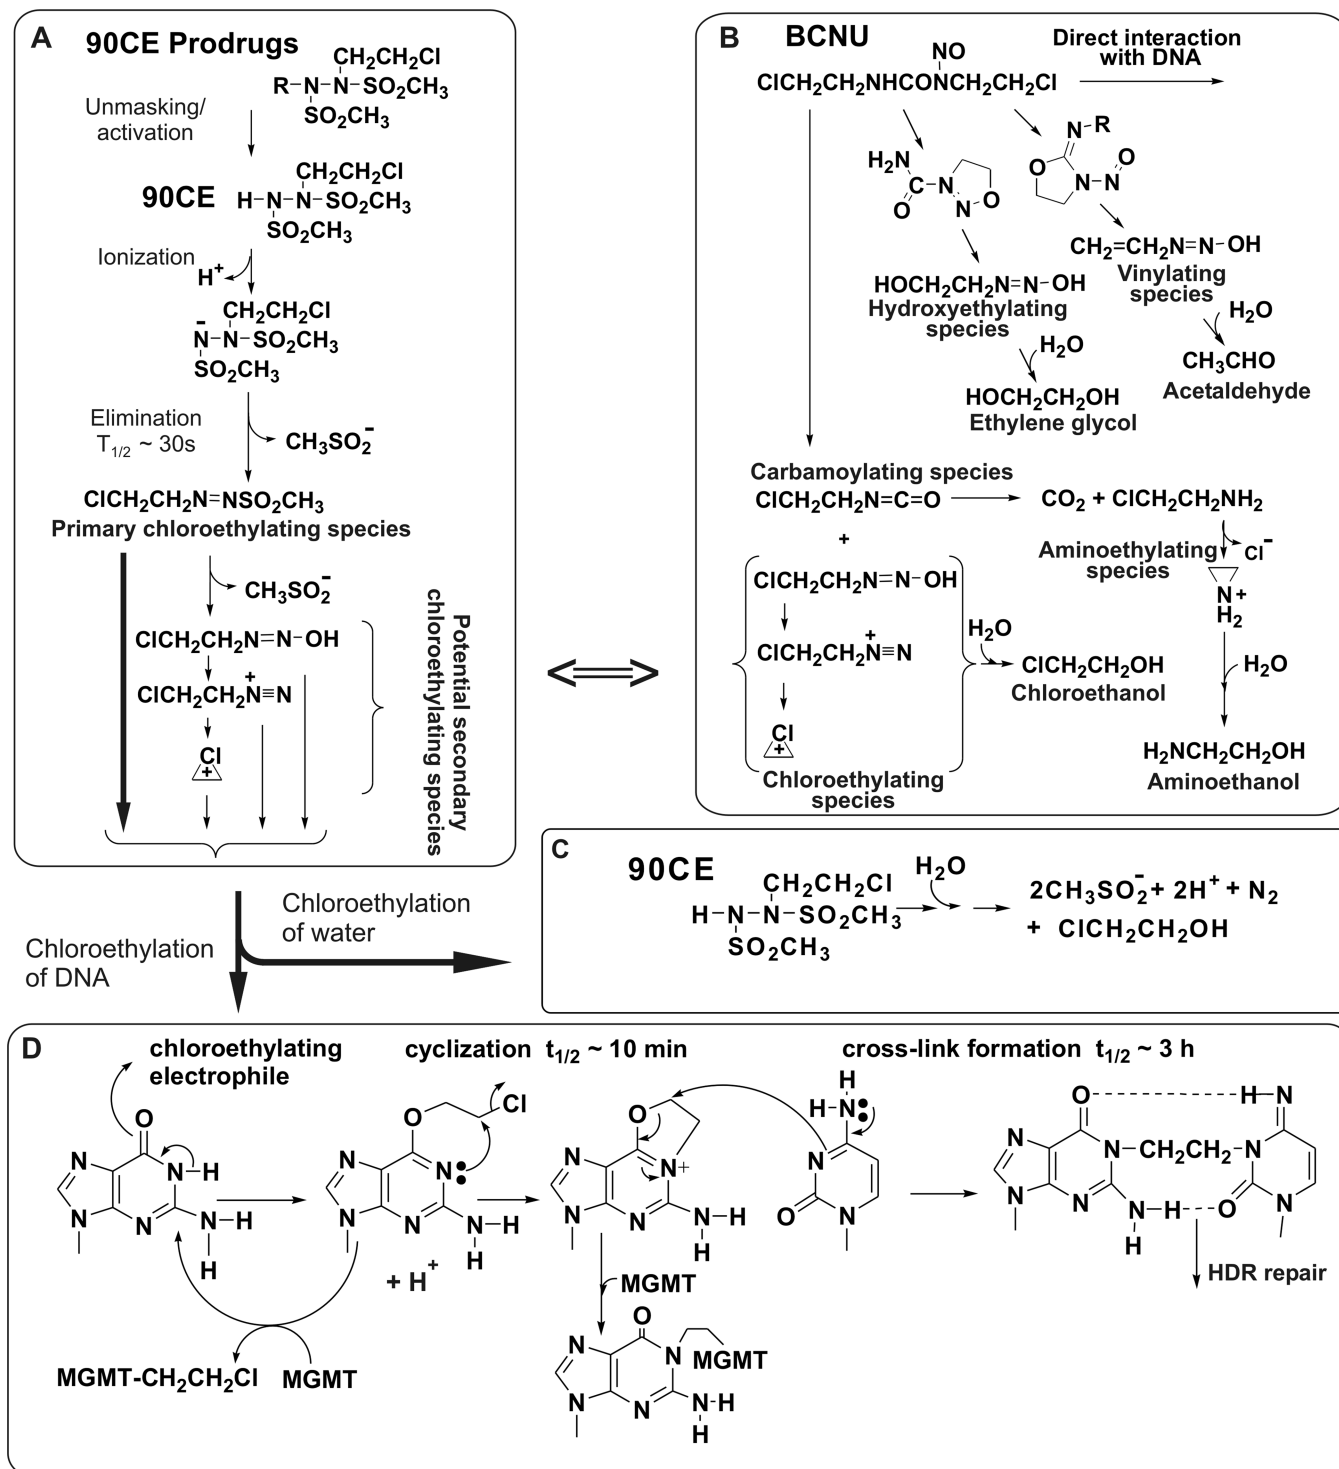 A
90CE Prodrugs
CH2CH2Cl
R–N–N–SO2CH3
SO2CH3
Unmasking/
activation
CH2CH2Cl
90CE
H–N–N–SO2CH3
SO2CH3
Ionization
H+
CH2CH2Cl
-
N–N–SO2CH3
SO2CH3
Elimination
T1/2 ~ 30s
CH3SO2-
ClCH2CH2N=NSO2CH3
Primary chloroethylating species
CH3SO2-
ClCH2CH2N=N–OH
ClCH2CH2N+≡N
Cl
+
Potential secondary
chloroethylating species
B
BCNU
NO
ClCH2CH2NHCONCH2CH2Cl
Direct interaction
with DNA
H2N
C–N
O
N
O
N–R
O
N–N
O
CH2=CH2N=N–OH
Vinylating
species
H2O
CH3CHO
Acetaldehyde
HOCH2CH2N=N–OH
Hydroxyethylating
species
H2O
HOCH2CH2OH
Ethylene glycol
Carbamoylating species
ClCH2CH2N=C=O
CO2 + ClCH2CH2NH2
+
Aminoethylating
species
Cl-
N+
H2
H2O
H2NCH2CH2OH
Aminoethanol
ClCH2CH2N=N–OH
ClCH2CH2N+≡N
Cl
+
Chloroethylating
species
H2O
ClCH2CH2OH
Chloroethanol
Chloroethylation
of water
Chloroethylation
of DNA
C
90CE
CH2CH2Cl
H–N–N–SO2CH3
SO2CH3
H2O
2CH3SO2- + 2H+ + N2
+ ClCH2CH2OH
D
chloroethylating
electrophile
cyclization t1/2 ~ 10 min
cross-link formation t1/2 ~ 3 h
O
N
N–H
N
N
N–H
H
O
Cl
N
N
N
N
N–H
H
+ H+
O
N
N+
N
N
N–H
H
H
H–N
N
O
N
O
H–N
N
N–CH2CH2–N
N
N
N–H
O
N
H
HDR repair
MGMT
MGMT-CH2CH2Cl
MGMT
O
N
N
MGMT
N
N
N-H
H